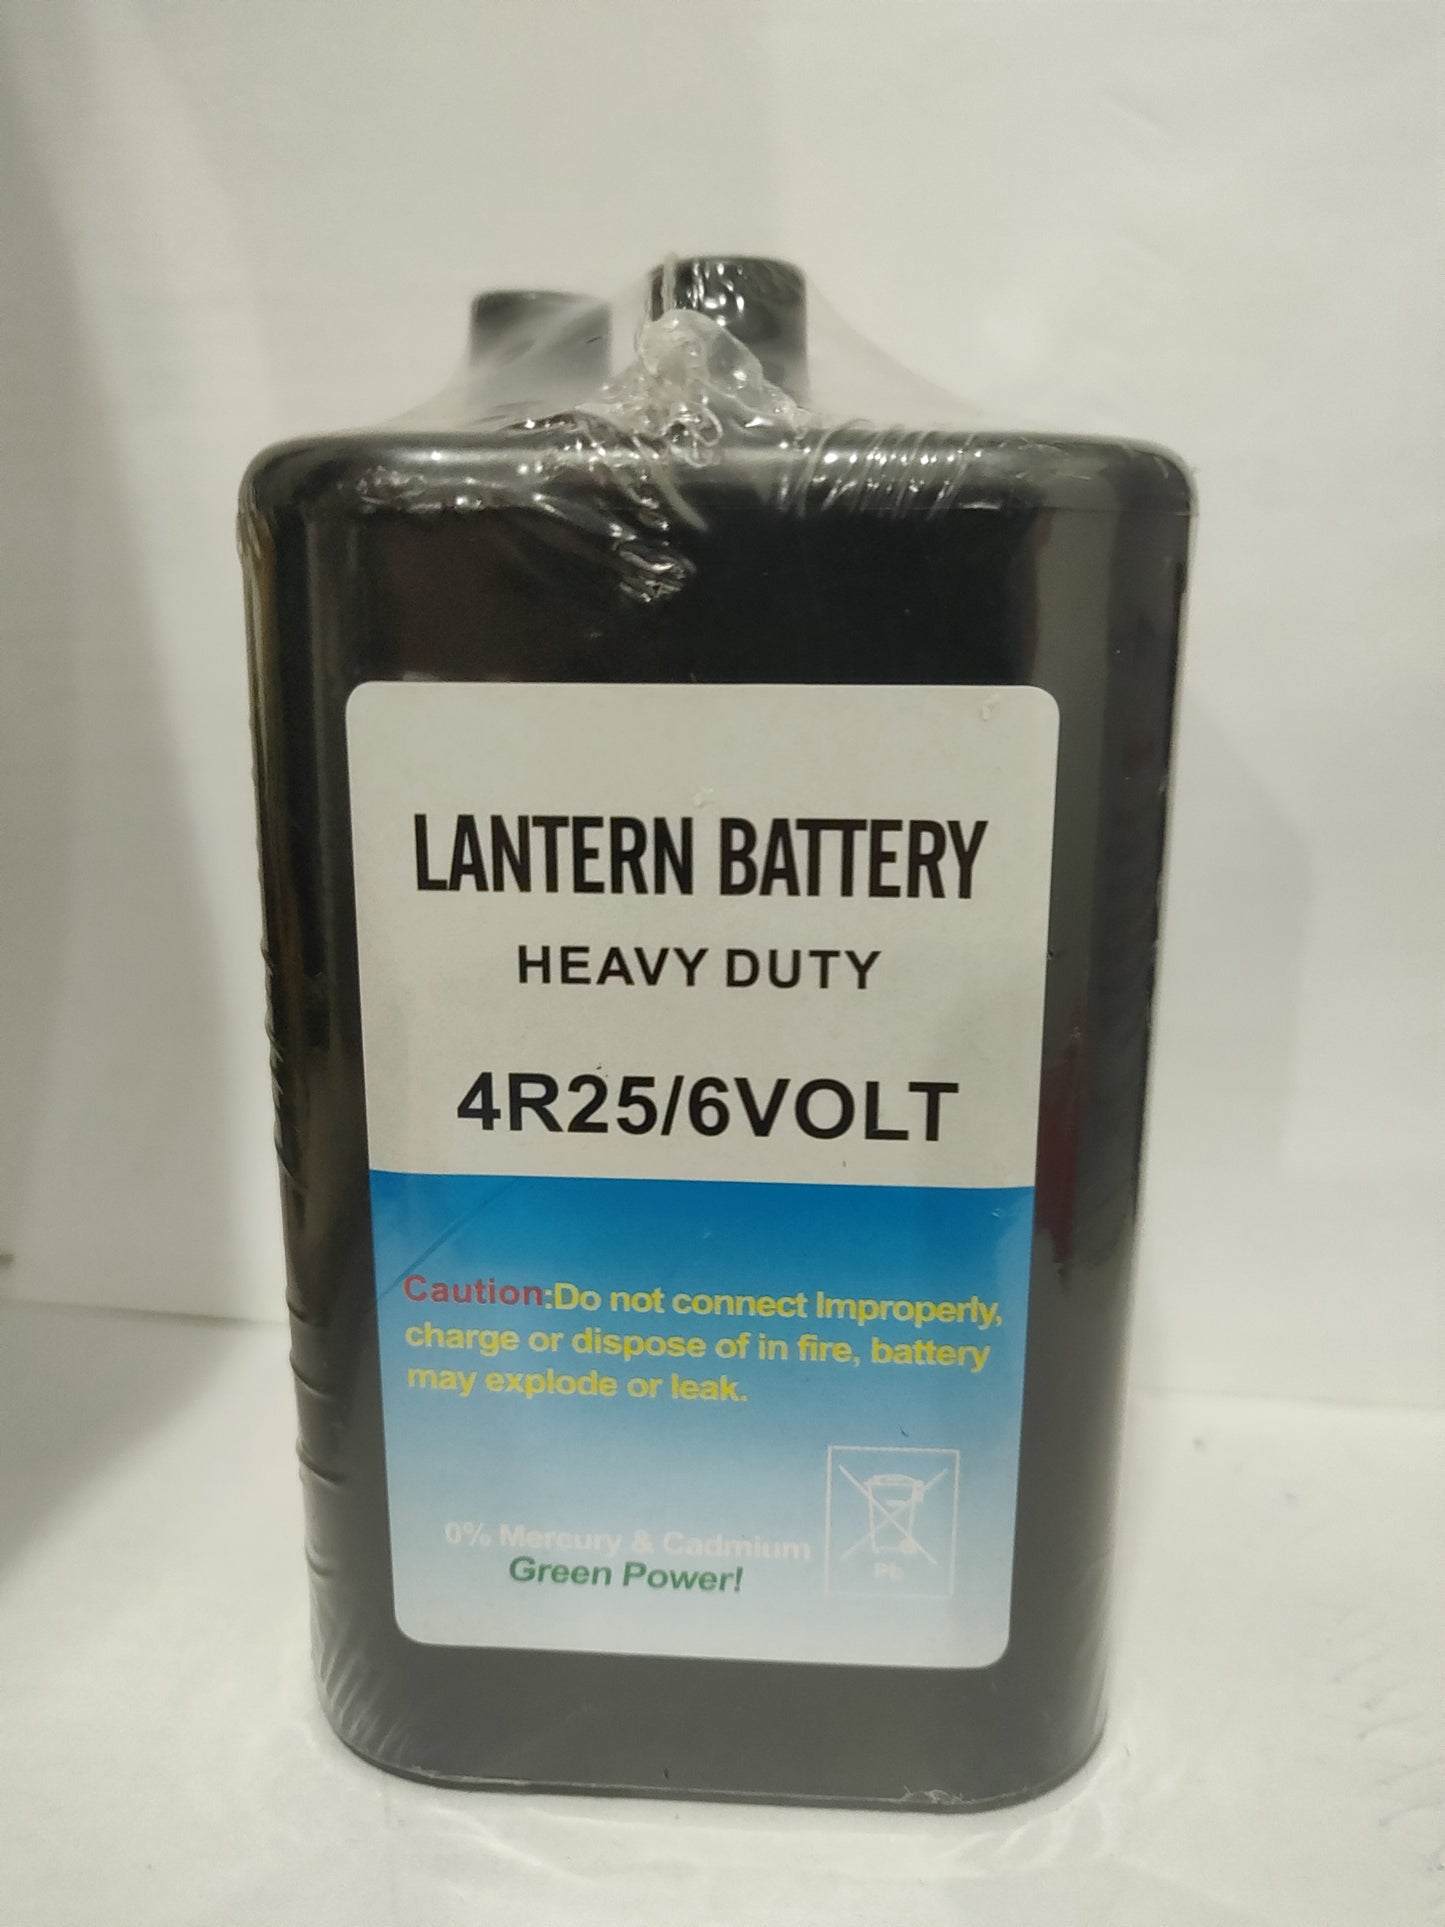 LANTERN BATTERY
HEAVY DUTY
4R25/6VOLT
Caution:Do not connect Improperly,
charge or dispose of in fire, battery
may explode or leak.
0% Mercury & Cadmium
Green Power!
Pb